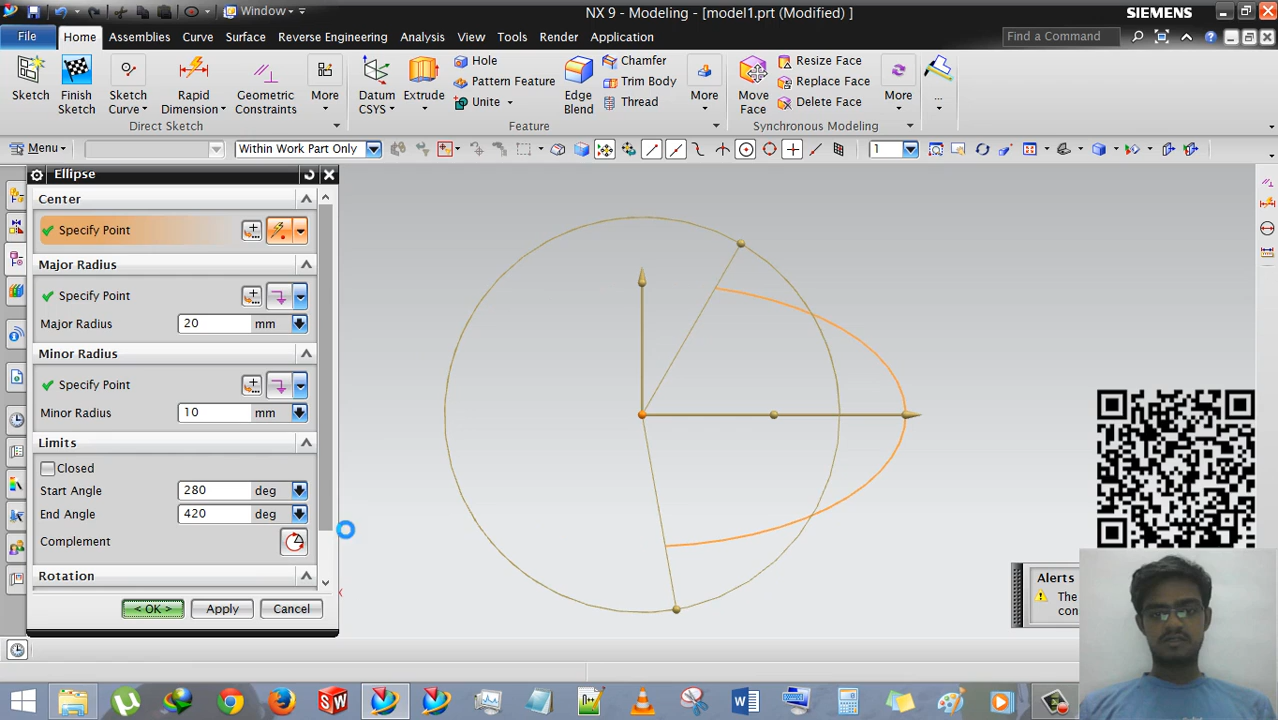 Window
NX 9 - Modeling - [model1.prt (Modified) ]
SIEMENS
File Home Assemblies Curve Surface Reverse Engineering Analysis View Tools Render Application
Find a Command
Sketch
Finish Sketch
Sketch Curve
Rapid Dimension
Geometric Constraints
More
Datum CSYS
Extrude
Hole
Pattern Feature
Unite
Edge Blend
Chamfer
Trim Body
Thread
More
Move Face
Resize Face
Replace Face
Delete Face
More
...
Direct Sketch
Feature
Synchronous Modeling
Menu
Within Work Part Only
1
Ellipse
Center
Specify Point
Major Radius
Specify Point
Major Radius 20 mm
Minor Radius
Specify Point
Minor Radius 10 mm
Limits
Closed
Start Angle 280 deg
End Angle 420 deg
Complement
Rotation
< OK > Apply Cancel
Alerts
The
con